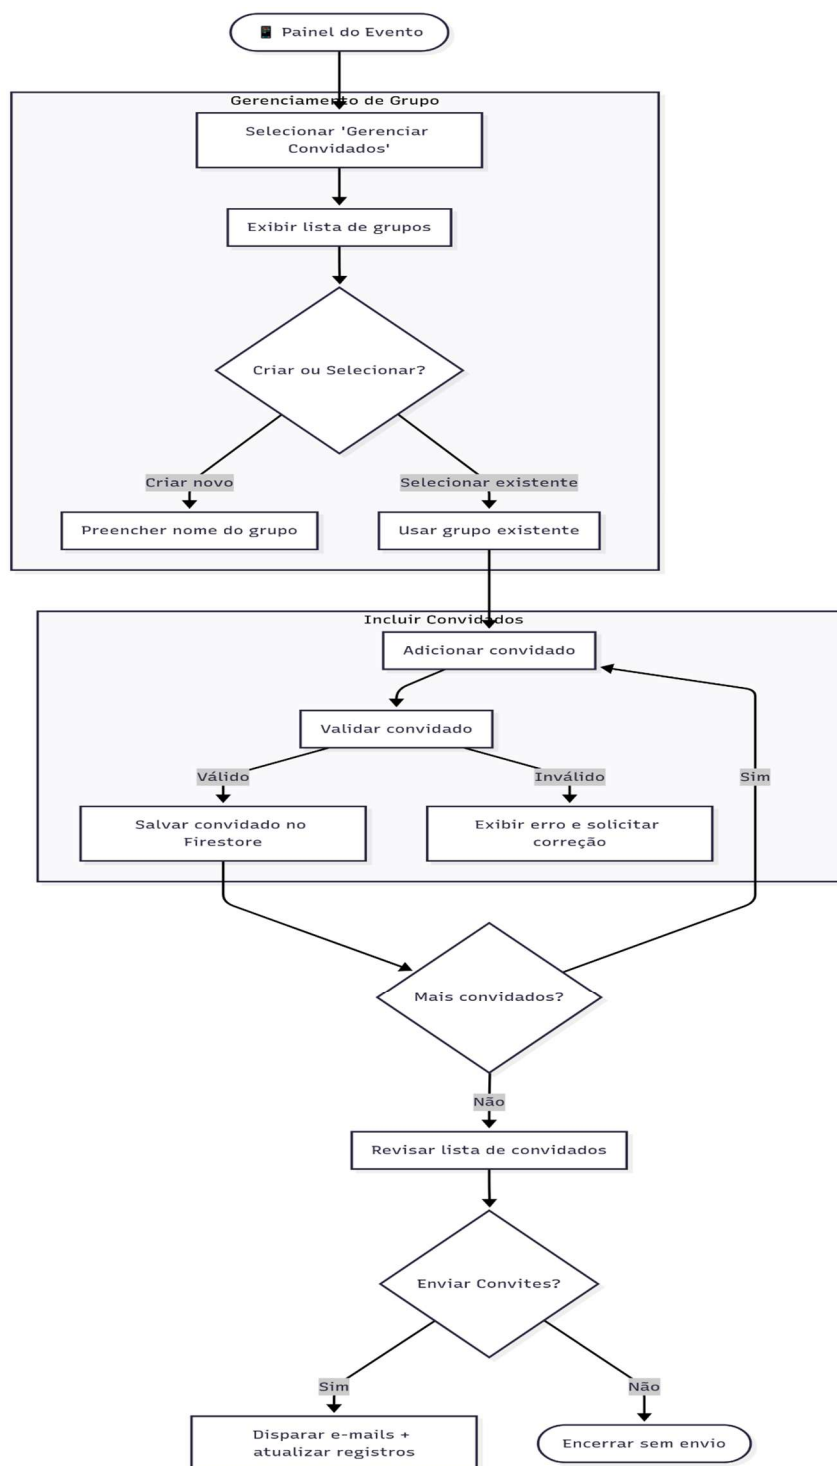 📱 Painel do Evento
Gerenciamento de Grupo
Selecionar 'Gerenciar
Convidados'
Exibir lista de grupos
Criar ou Selecionar?
Criar novo
Selecionar existente
Preencher nome do grupo
Usar grupo existente
Incluir Convidados
Adicionar convidado
Validar convidado
Válido
Inválido
Sim
Salvar convidado no
Firestore
Exibir erro e solicitar
correção
Mais convidados?
Não
Revisar lista de convidados
Enviar Convites?
Sim
Não
Disparar e-mails +
atualizar registros
Encerrar sem envio